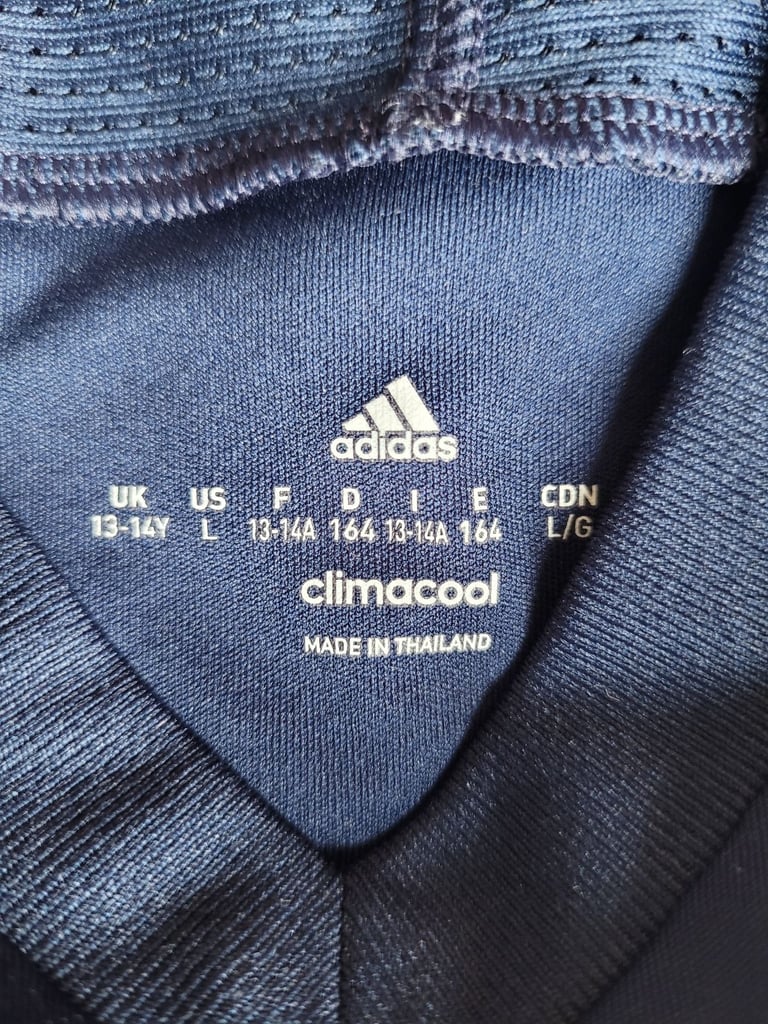 adidas
UK US F D I E CDN
13-14Y L 13-14A 164 13-14A 164 L/G
climacool
MADE IN THAILAND